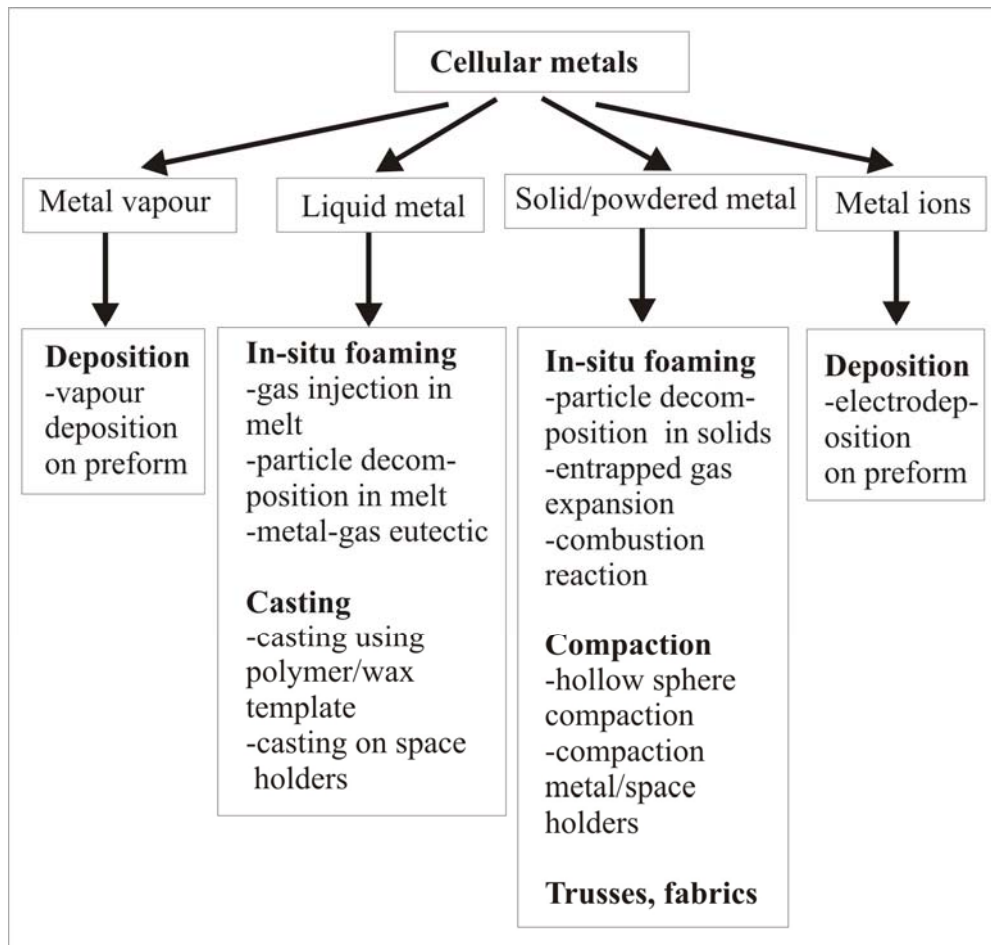 Cellular metals
Metal vapour
Liquid metal
Solid/powdered metal
Metal ions
Deposition
-vapour
deposition
on preform
In-situ foaming
-gas injection in
melt
-particle decom-
position in melt
-metal-gas eutectic
Casting
-casting using
polymer/wax
template
-casting on space
holders
In-situ foaming
-particle decom-
position in solids
-entrapped gas
expansion
-combustion
reaction
Compaction
-hollow sphere
compaction
-compaction
metal/space
holders
Trusses, fabrics
Deposition
-electrodep-
osition
on preform